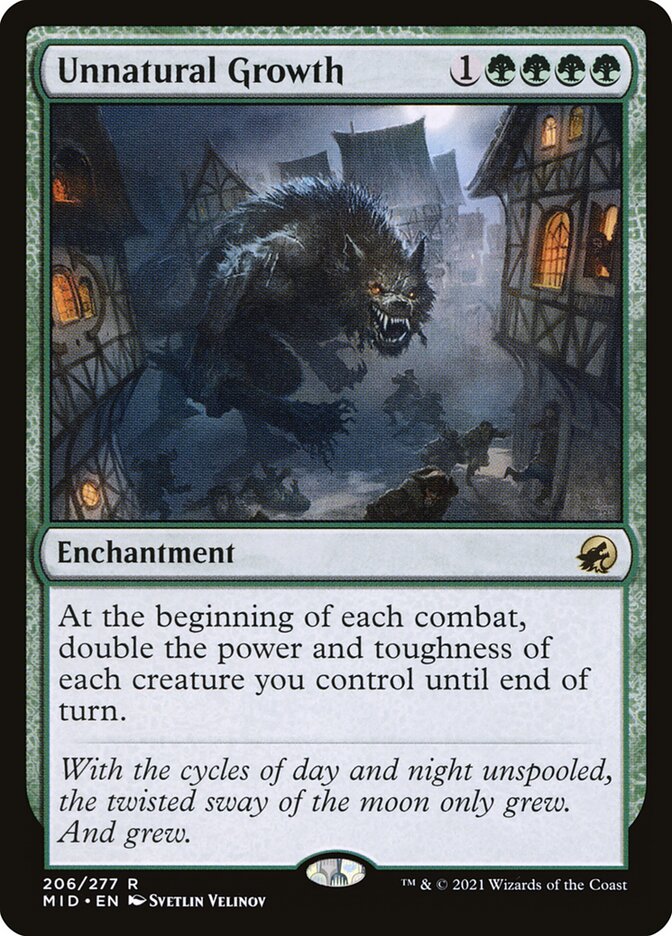 Unnatural Growth 1
Enchantment
At the beginning of each combat,
double the power and toughness of
each creature you control until end of
turn.
With the cycles of day and night unspooled,
the twisted sway of the moon only grew.
And grew.
206/277 R
MID • EN Svetlin Velinov
™ & © 2021 Wizards of the Coast